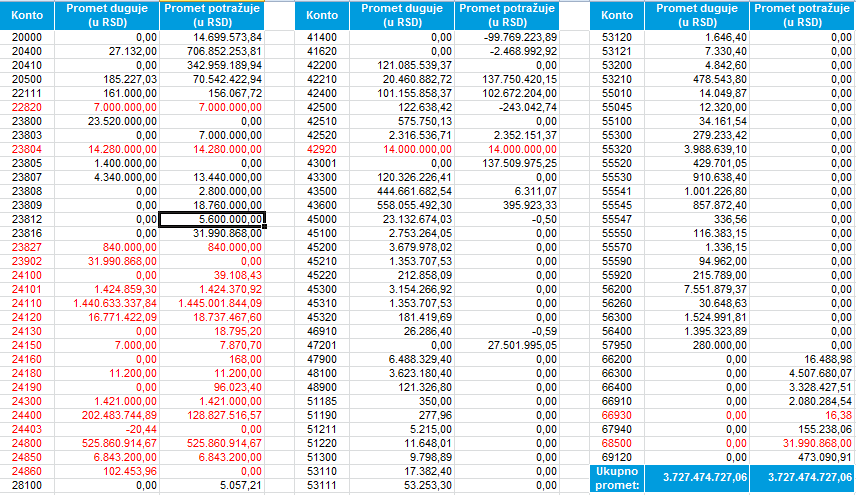 Konto Promet duguje (u RSD) Promet potražuje (u RSD)
20000 0,00 14.699.573,84
20400 27.132,00 706.852.253,81
20410 0,00 342.959.189,94
20500 185.227,03 70.542.422,94
22111 161.000,00 156.067,72
22820 7.000.000,00 7.000.000,00
23800 23.520.000,00 0,00
23803 0,00 7.000.000,00
23804 14.280.000,00 14.280.000,00
23805 1.400.000,00 0,00
23807 4.340.000,00 13.440.000,00
23808 0,00 2.800.000,00
23809 0,00 18.760.000,00
23812 0,00 5.600.000,00
23816 0,00 31.990.868,00
23827 840.000,00 840.000,00
23902 31.990.868,00 0,00
24100 0,00 39.108,43
24101 1.424.859,30 1.424.370,92
24110 1.440.633.337,84 1.445.001.844,09
24120 16.771.422,09 18.737.467,60
24130 0,00 18.795,20
24150 7.000,00 7.870,70
24160 0,00 168,00
24180 11.200,00 11.200,00
24190 0,00 96.023,40
24300 1.421.000,00 1.421.000,00
24400 202.483.744,89 128.827.516,57
24403 -20,44 0,00
24800 525.860.914,67 525.860.914,67
24850 6.843.200,00 6.843.200,00
24860 102.453,96 0,00
28100 0,00 5.057,21
Konto Promet duguje (u RSD) Promet potražuje (u RSD)
41400 0,00 -99.769.223,89
41620 0,00 -2.468.992,92
42200 121.085.539,37 0,00
42210 20.460.882,72 137.750.420,15
42400 101.155.858,37 102.672.204,00
42500 122.638,42 -243.042,74
42510 575.750,13 0,00
42520 2.316.536,71 2.352.151,37
42920 14.000.000,00 14.000.000,00
43001 0,00 137.509.975,25
43300 120.326.226,41 0,00
43500 444.661.682,54 6.311,07
43600 558.055.492,30 395.923,33
45000 23.132.674,03 -0,50
45100 2.753.264,05 0,00
45200 3.679.978,02 0,00
45210 1.353.707,53 0,00
45220 212.858,09 0,00
45300 3.154.266,92 0,00
45310 1.353.707,53 0,00
45320 181.419,69 0,00
46910 26.286,40 -0,59
47201 0,00 27.501.995,05
47900 6.488.329,40 0,00
48100 3.623.180,40 0,00
48900 121.326,80 0,00
51185 350,00 0,00
51190 277,96 0,00
51211 5.215,00 0,00
51220 11.648,01 0,00
51300 9.798,89 0,00
53110 17.382,40 0,00
53111 53.253,30 0,00
Konto Promet duguje (u RSD) Promet potražuje (u RSD)
53120 1.646,40 0,00
53121 7.330,40 0,00
53200 4.842,60 0,00
53210 478.543,80 0,00
55010 14.049,87 0,00
55045 12.320,00 0,00
55100 34.161,54 0,00
55300 279.233,42 0,00
55320 3.988.639,10 0,00
55520 429.701,05 0,00
55530 910.638,40 0,00
55541 1.001.226,80 0,00
55545 857.872,40 0,00
55547 336,56 0,00
55550 116.383,15 0,00
55570 1.336,15 0,00
55590 94.962,00 0,00
55920 215.789,00 0,00
56200 7.551.879,37 0,00
56260 30.648,63 0,00
56300 1.524.991,81 0,00
56400 1.395.323,89 0,00
57950 280.000,00 0,00
66200 0,00 16.488,98
66300 0,00 4.507.680,07
66400 0,00 3.328.427,51
66910 0,00 2.080.284,54
66930 0,00 16,38
67940 0,00 155.238,06
68500 0,00 31.990.868,00
69120 0,00 473.090,91
Ukupno promet: 3.727.474.727,06 3.727.474.727,06